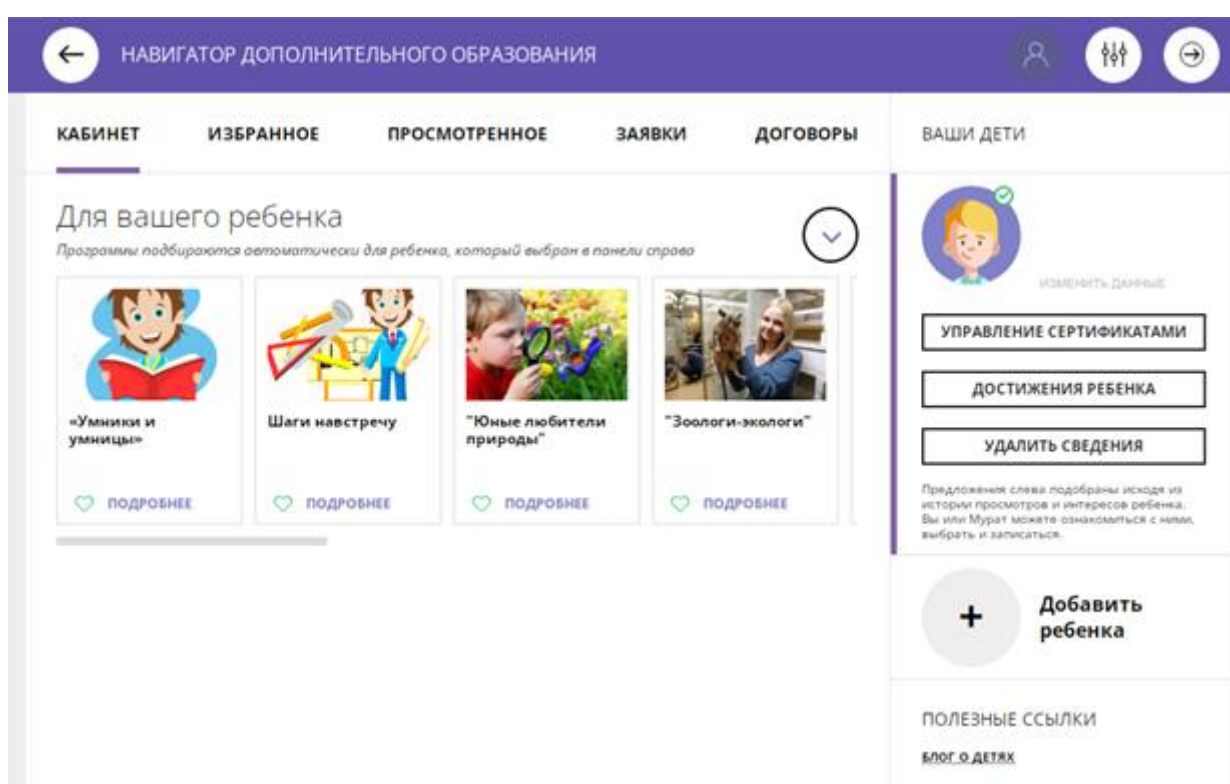 НАВИГАТОР ДОПОЛНИТЕЛЬНОГО ОБРАЗОВАНИЯ
КАБИНЕТ ИЗБРАННОЕ ПРОСМОТРЕННОЕ ЗАЯВКИ ДОГОВОРЫ
Для вашего ребенка
Программы подбираются автоматически для ребенка, который выбран в панели справа
«Умники и
умницы»
ПОДРОБНЕЕ
Шаги навстречу
ПОДРОБНЕЕ
"Юные любители
природы"
ПОДРОБНЕЕ
"Зоологи-экологи"
ПОДРОБНЕЕ
ВАШИ ДЕТИ
ИЗМЕНИТЬ ДАННЫЕ
УПРАВЛЕНИЕ СЕРТИФИКАТАМИ
ДОСТИЖЕНИЯ РЕБЕНКА
УДАЛИТЬ СВЕДЕНИЯ
Предложения слева подобраны исходя из
истории просмотров и интересов ребенка.
Вы или Мурат можете ознакомиться с ними,
выбрать и записаться.
+
Добавить
ребенка
ПОЛЕЗНЫЕ ССЫЛКИ
БЛОГ О ДЕТЯХ